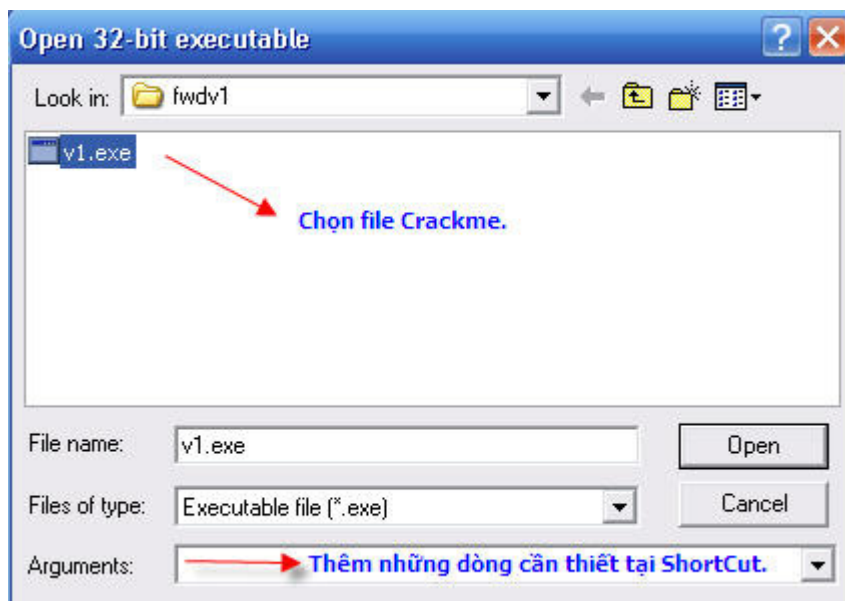 Open 32-bit executable
Look in: fwdv1
v1.exe
Chọn file Crackme.
File name: v1.exe Open
Files of type: Executable file (*.exe) Cancel
Arguments: Thêm những dòng cần thiết tại ShortCut.